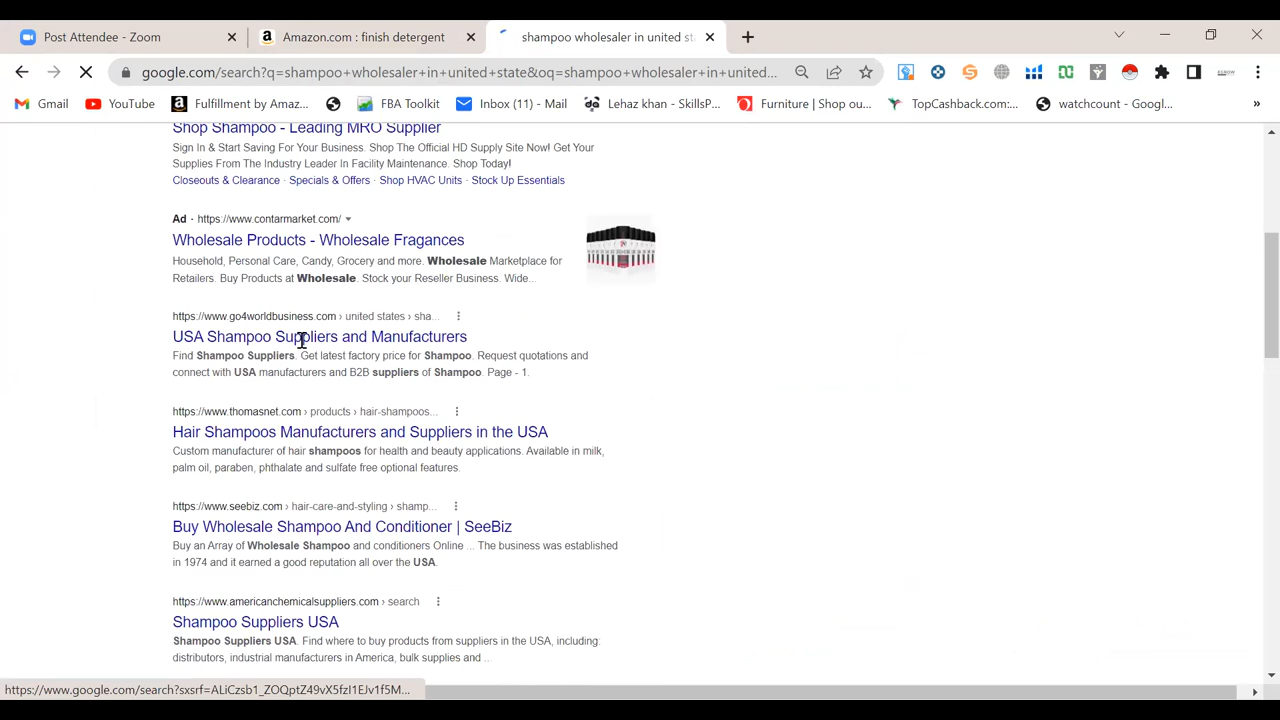 Post Attendee - Zoom
Amazon.com : finish detergent
shampoo wholesaler in united sta
google.com/search?q=shampoo+wholesaler+in+united+state&oq=shampoo+wholesaler+in+united...
Gmail
YouTube
Fulfillment by Amaz...
FBA Toolkit
Inbox (11) - Mail
Lehaz khan - SkillsP...
Furniture | Shop ou...
TopCashback.com:...
watchcount - Googl...
»
Shop Shampoo - Leading MRO Supplier
Sign In & Start Saving For Your Business. Shop The Official HD Supply Site Now! Get Your
Supplies From The Industry Leader In Facility Maintenance. Shop Today!
Closeouts & Clearance · Specials & Offers · Shop HVAC Units · Stock Up Essentials
Ad · https://www.contarmarket.com/
Wholesale Products - Wholesale Fragances
Household, Personal Care, Candy, Grocery and more. Wholesale Marketplace for
Retailers. Buy Products at Wholesale. Stock your Reseller Business. Wide...
https://www.go4worldbusiness.com › united states › sha...
USA Shampoo Suppliers and Manufacturers
Find Shampoo Suppliers. Get latest factory price for Shampoo. Request quotations and
connect with USA manufacturers and B2B suppliers of Shampoo. Page - 1.
https://www.thomasnet.com › products › hair-shampoos...
Hair Shampoos Manufacturers and Suppliers in the USA
Custom manufacturer of hair shampoos for health and beauty applications. Available in milk,
palm oil, paraben, phthalate and sulfate free optional features.
https://www.seebiz.com › hair-care-and-styling › shamp...
Buy Wholesale Shampoo And Conditioner | SeeBiz
Buy an Array of Wholesale Shampoo and conditioners Online ... The business was established
in 1974 and it earned a good reputation all over the USA.
https://www.americanchemicalsuppliers.com › search
Shampoo Suppliers USA
Shampoo Suppliers USA. Find where to buy products from suppliers in the USA, including:
distributors, industrial manufacturers in America, bulk supplies and ...
https://www.google.com/search?sxsrf=ALiCzsb1_ZOQptZ49vX5fzI1EJv1f5M...